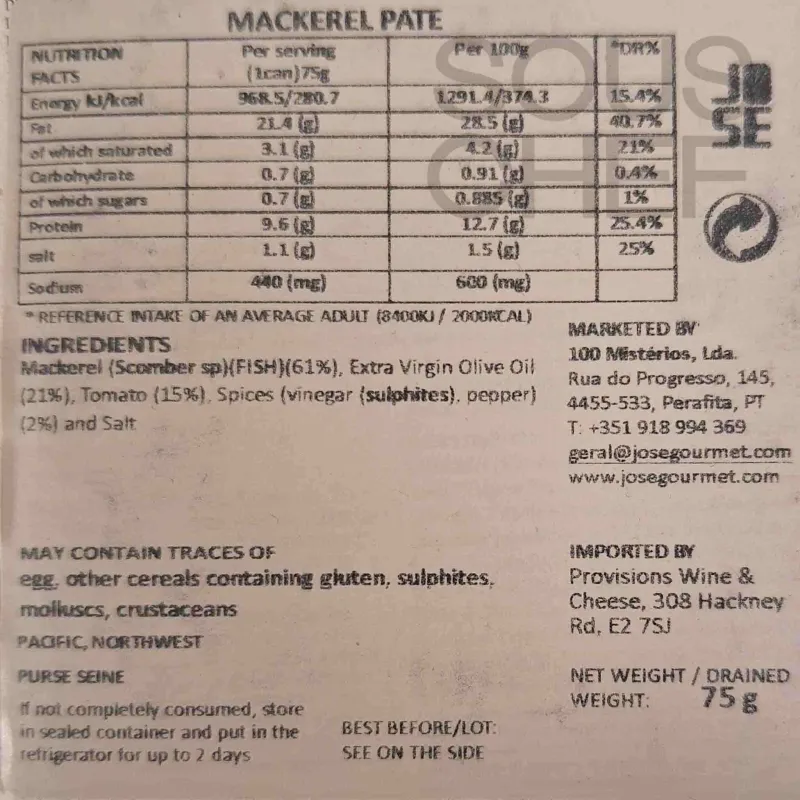 MACKEREL PATE
NUTRITION FACTS Per serving (1can)75g Per 100g *DR%
Energy kJ/kcal 968.5/280.7 1291.4/374.3 15.4%
Fat 21.4 (g) 28.5 (g) 40.7%
of which saturated 3.1 (g) 4.2 (g) 21%
Carbohydrate 0.7 (g) 0.91 (g) 0.4%
of which sugars 0.7 (g) 0.885 (g) 1%
Protein 9.6 (g) 12.7 (g) 25.4%
salt 1.1 (g) 1.5 (g) 25%
Sodium 440 (mg) 600 (mg)
* REFERENCE INTAKE OF AN AVERAGE ADULT (8400KJ / 2000KCAL)
INGREDIENTS
Mackerel (Scomber sp)(FISH)(61%), Extra Virgin Olive Oil
(21%), Tomato (15%), Spices (vinegar (sulphites), pepper)
(2%) and Salt
MAY CONTAIN TRACES OF
egg, other cereals containing gluten, sulphites,
molluscs, crustaceans
PACIFIC, NORTHWEST
PURSE SEINE
If not completely consumed, store
in sealed container and put in the
refrigerator for up to 2 days
BEST BEFORE/LOT:
SEE ON THE SIDE
JOSE
MARKETED BY
100 Mistérios, Lda.
Rua do Progresso, 145,
4455-533, Perafita, PT
T: +351 918 994 369
geral@josegourmet.com
www.josegourmet.com
IMPORTED BY
Provisions Wine &
Cheese, 308 Hackney
Rd, E2 7SJ
NET WEIGHT / DRAINED
WEIGHT: 75 g
SOUS
CHEF